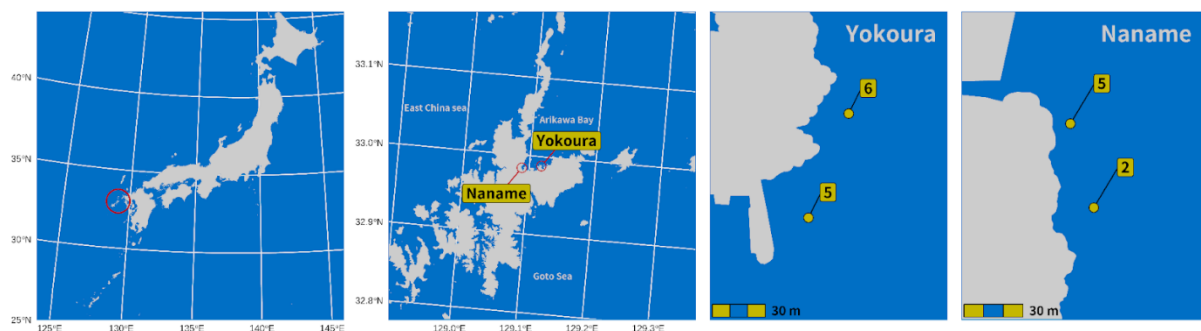 40°N
35°N
30°N
25°N
125°E
130°E
135°E
140°E
145°E
33.1°N
33.0°N
32.9°N
32.8°N
129.0°E
129.1°E
129.2°E
129.3°E
East China sea
Arikawa Bay
Yokoura
Naname
Goto Sea
Yokoura
6
5
30 m
Naname
5
2
30 m